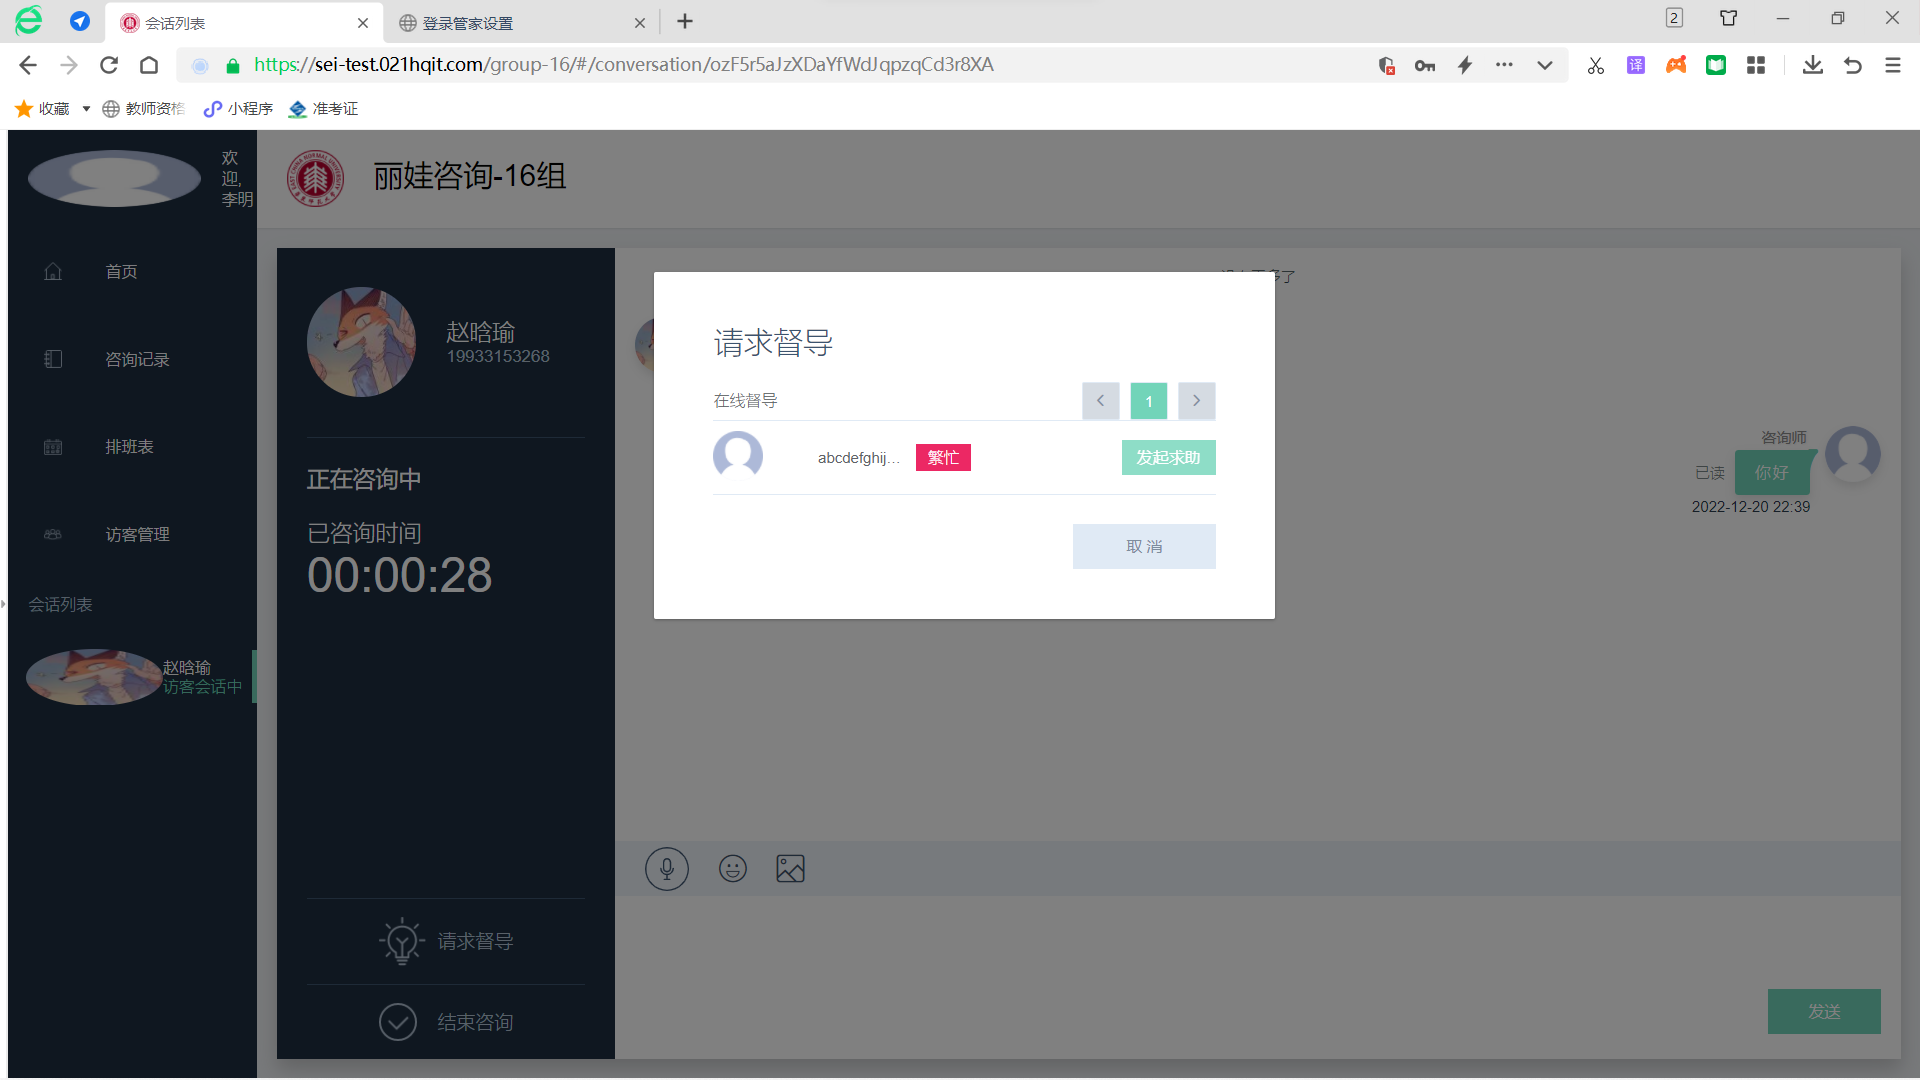 会话列表
登录管家设置
2
https://sei-test.021hqit.com/group-16/#/conversation/ozF5r5aJzXDaYfWdJqpzqCd3r8XA
译
收藏
教师资格
小程序
准考证
欢
迎,
李明
丽娃咨询-16组
首页
咨询记录
排班表
访客管理
会话列表
赵晗瑜
访客会话中
赵晗瑜
19933153268
正在咨询中
已咨询时间
00:00:28
请求督导
结束咨询
多了
请求督导
在线督导
1
abcdefghij...
繁忙
发起求助
取 消
咨询师
已读
你好
2022-12-20 22:39
发送